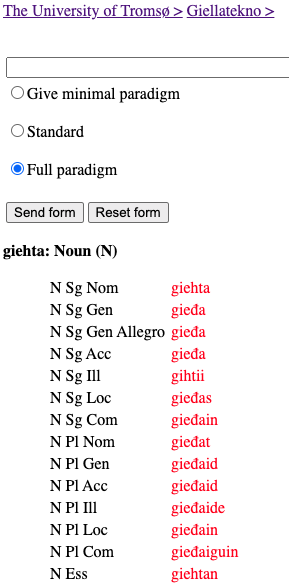 The University of Tromsø > Giellatekno >
Give minimal paradigm
Standard
Full paradigm
Send form Reset form
giehta: Noun (N)
N Sg Nom giehta
N Sg Gen gieđa
N Sg Gen Allegro gieđa
N Sg Acc gieđa
N Sg Ill gihtii
N Sg Loc gieđas
N Sg Com gieđain
N Pl Nom gieđat
N Pl Gen gieđaid
N Pl Acc gieđaid
N Pl Ill gieđaide
N Pl Loc gieđain
N Pl Com gieđaiguin
N Ess giehtan